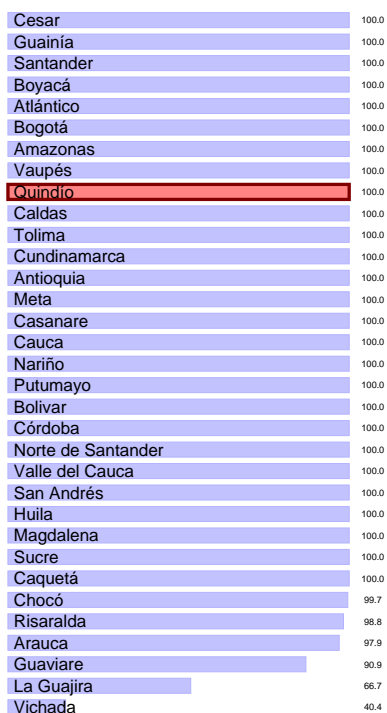 Cesar 100.0
Guainía 100.0
Santander 100.0
Boyacá 100.0
Atlántico 100.0
Bogotá 100.0
Amazonas 100.0
Vaupés 100.0
Quindío 100.0
Caldas 100.0
Tolima 100.0
Cundinamarca 100.0
Antioquia 100.0
Meta 100.0
Casanare 100.0
Cauca 100.0
Nariño 100.0
Putumayo 100.0
Bolivar 100.0
Córdoba 100.0
Norte de Santander 100.0
Valle del Cauca 100.0
San Andrés 100.0
Huila 100.0
Magdalena 100.0
Sucre 100.0
Caquetá 100.0
Chocó 99.7
Risaralda 98.8
Arauca 97.9
Guaviare 90.9
La Guajira 66.7
Vichada 40.4